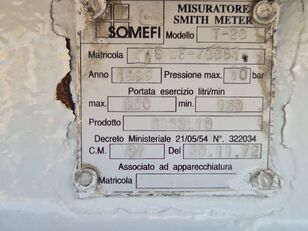 MISURATORE
SMITH METER
SOMEFI
Modello T-20
Matricola
Anno 1999 Pressione max. 10 bar
Portata esercizio litri/min
max. min.
Prodotto
Decreto Ministeriale 21/05/54 N° 322034
C.M. Del
Associato ad apparecchiatura
Matricola